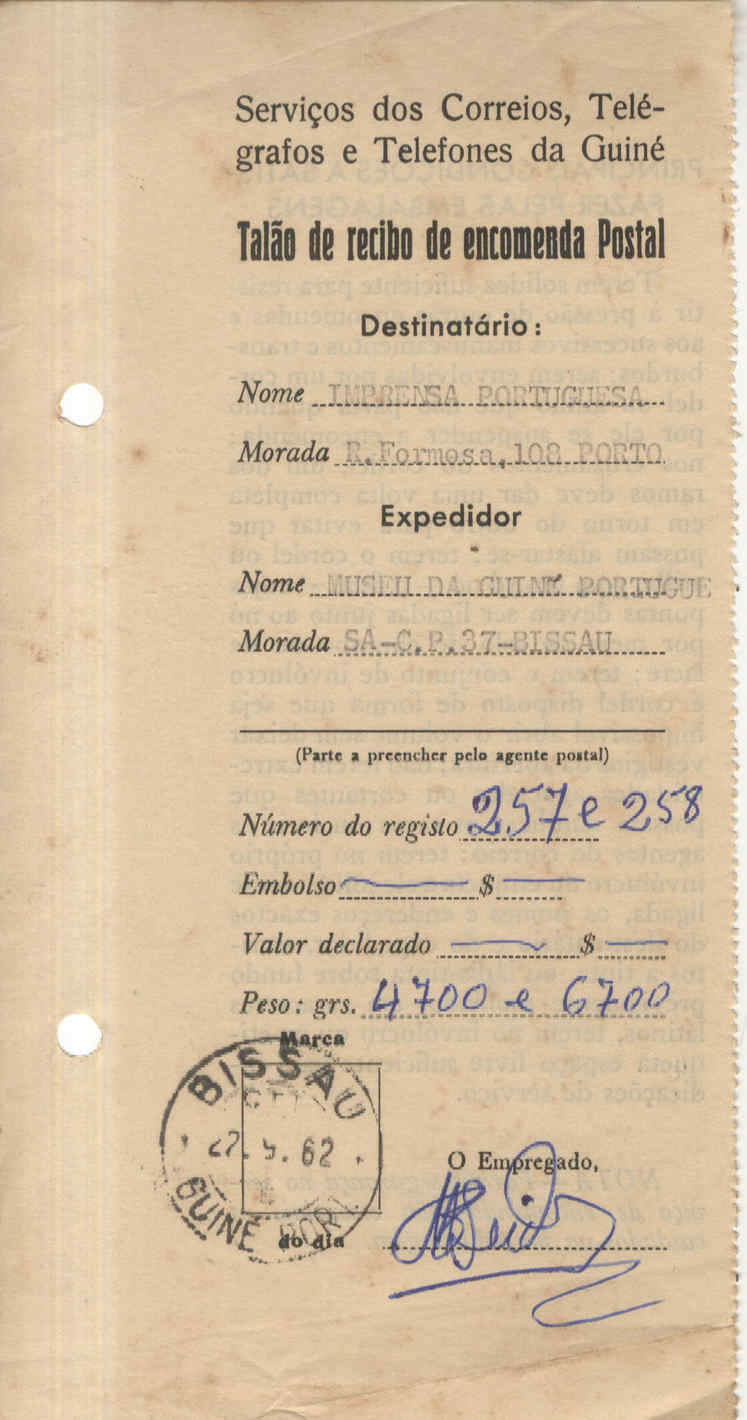 Serviços dos Correios, Telé-
grafos e Telefones da Guiné
Talão de recibo de encomenda Postal
Destinatário:
Nome IMPRENSA PORTUGUESA
Morada R.Formosa,108 PORTO
Expedidor
Nome MUSEU DA GUINÉ PORTUGUE
Morada SA-C.P.37-BISSAU
(Parte a preencher pelo agente postal)
Número do registo 257 e 258
Embolso $
Valor declarado $
Peso: grs. 4700 e 6700
Marca
BISSAU
62
GUINÉ PORT
do dia
O Empregado,